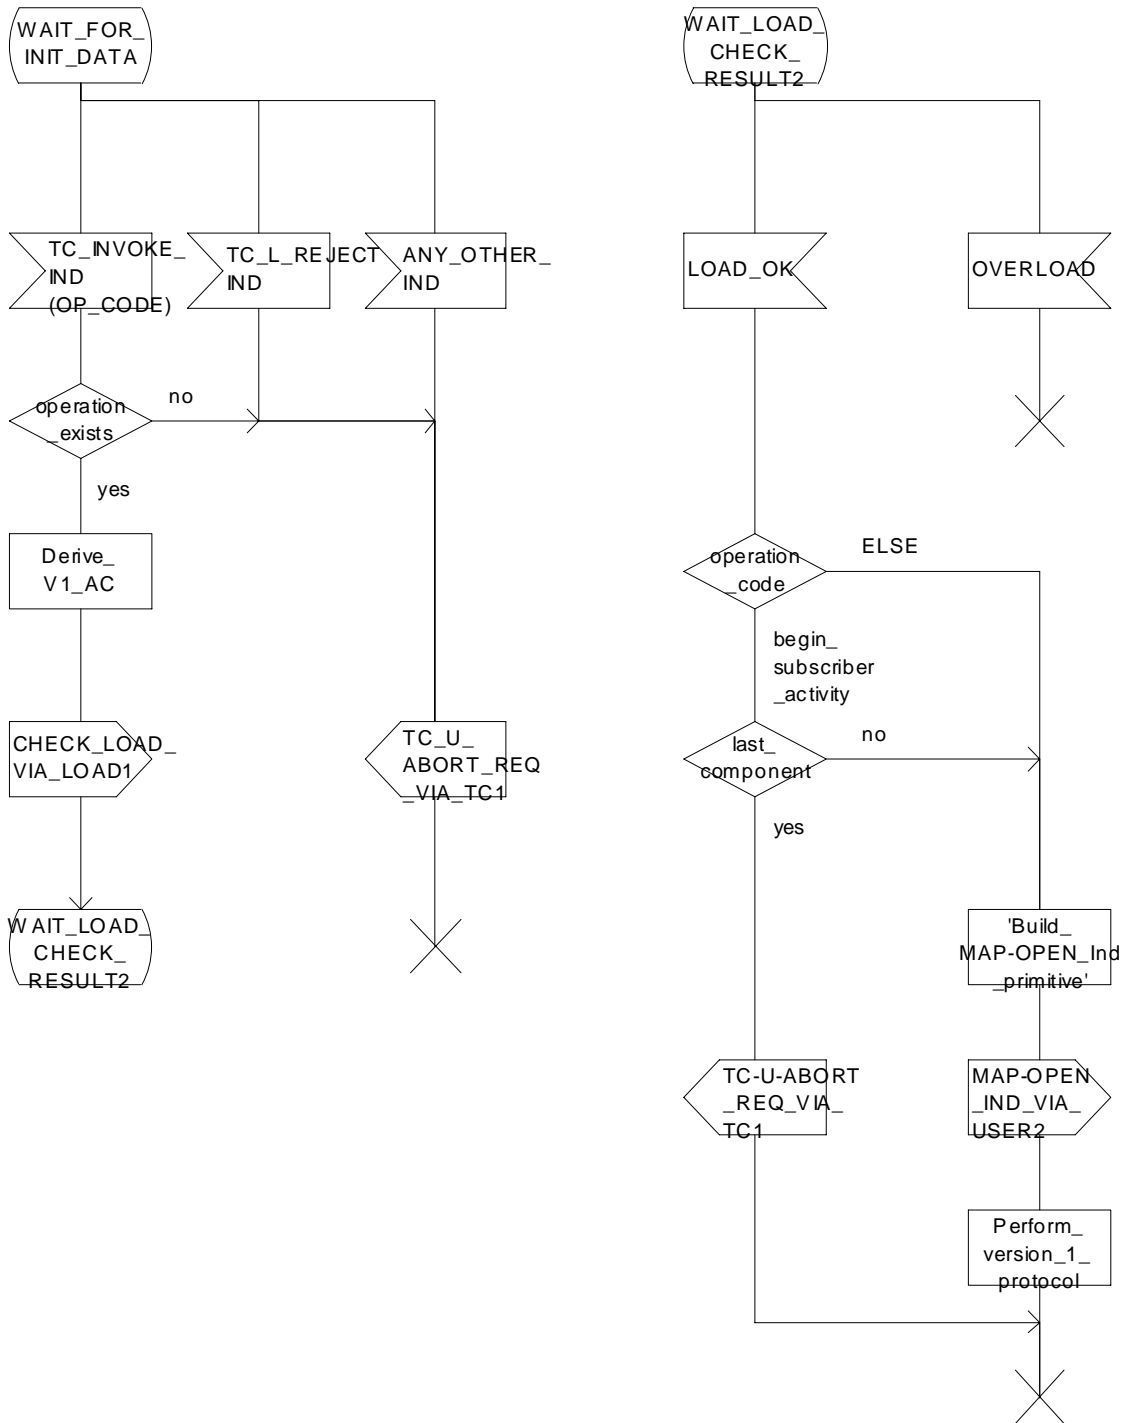 WAIT_FOR_
INIT_DATA
TC_INVOKE_
IND
(OP_CODE)
TC_L_REJECT
IND
ANY_OTHER_
IND
operation
_exists
no
yes
Derive_
V1_AC
CHECK_LOAD_
VIA_LOAD1
TC_U_
ABORT_REQ
_VIA_TC1
WAIT_LOAD_
CHECK_
RESULT2
WAIT_LOAD_
CHECK_
RESULT2
LOAD_OK
OVERLOAD
operation
_code
ELSE
begin_
subscriber
_activity
last_
component
no
yes
'Build_
MAP-OPEN_Ind
_primitive'
TC-U-ABORT
_REQ_VIA_
TC1
MAP-OPEN
_IND_VIA_
USER2
Perform_
version_1_
protocol